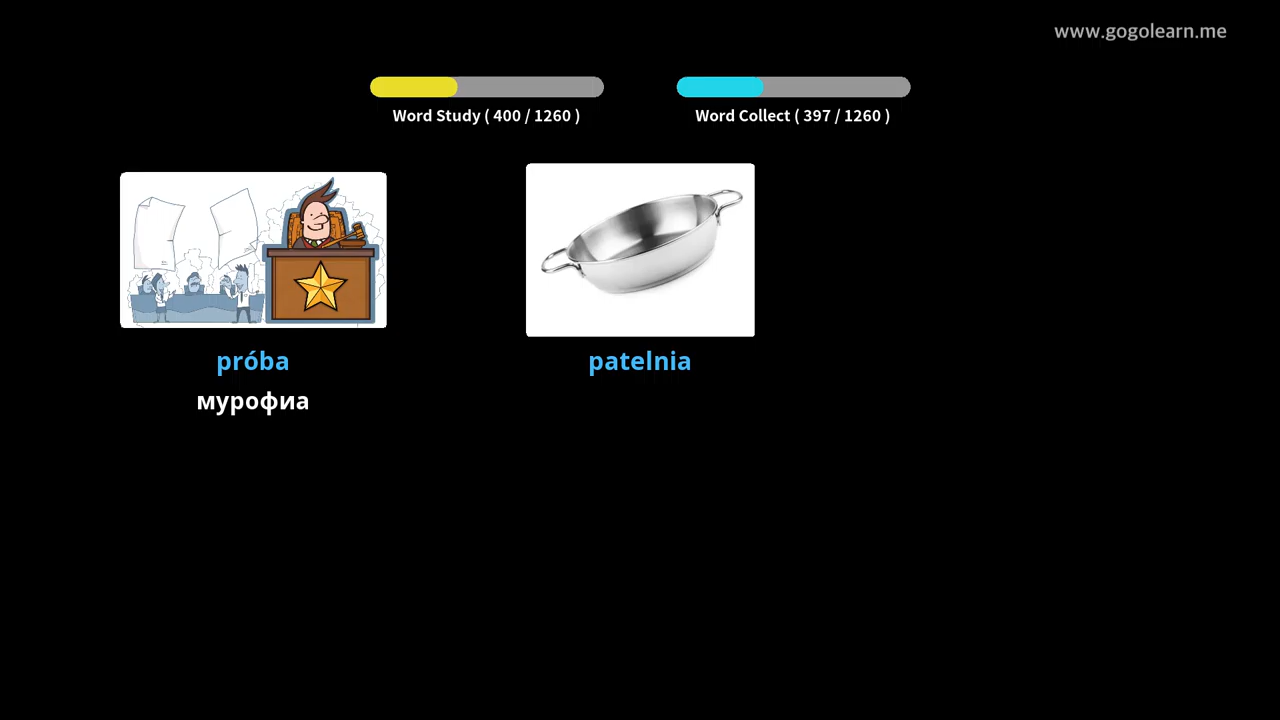 www.gogolearn.me
Word Study ( 400 / 1260 )
Word Collect ( 397 / 1260 )
próba
мурофиа
patelnia